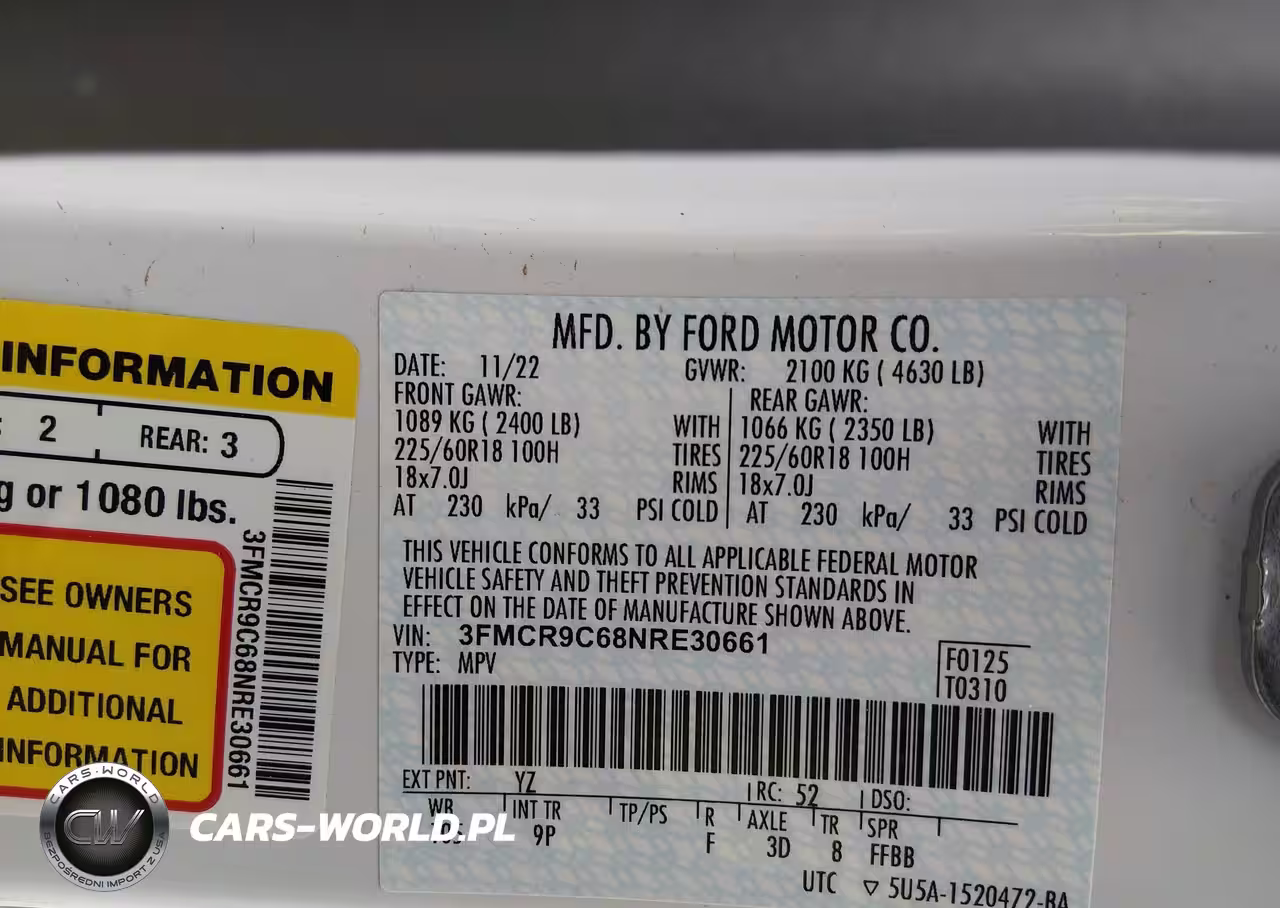 INFORMATION
2 REAR: 3
g or 1080 lbs.
SEE OWNERS
MANUAL FOR
ADDITIONAL
INFORMATION
3FMCR9C68NRE30661
MFD. BY FORD MOTOR CO.
DATE: 11/22 GVWR: 2100 KG ( 4630 LB)
FRONT GAWR: REAR GAWR:
1089 KG ( 2400 LB) WITH 1066 KG ( 2350 LB) WITH
225/60R18 100H TIRES 225/60R18 100H TIRES
18x7.0J RIMS 18x7.0J RIMS
AT 230 kPa/ 33 PSI COLD AT 230 kPa/ 33 PSI COLD
THIS VEHICLE CONFORMS TO ALL APPLICABLE FEDERAL MOTOR
VEHICLE SAFETY AND THEFT PREVENTION STANDARDS IN
EFFECT ON THE DATE OF MANUFACTURE SHOWN ABOVE.
VIN: 3FMCR9C68NRE30661
TYPE: MPV
F0125
T0310
EXT PNT: YZ RC: 52 DSO:
WB INT TR TP/PS R AXLE TR SPR
9P F 3D 8 FFBB
UTC ▽ 5U5A-1520472-BA
CARS-WORLD
CW
BEZPOŚREDNI IMPORT Z USA
CARS-WORLD.PL